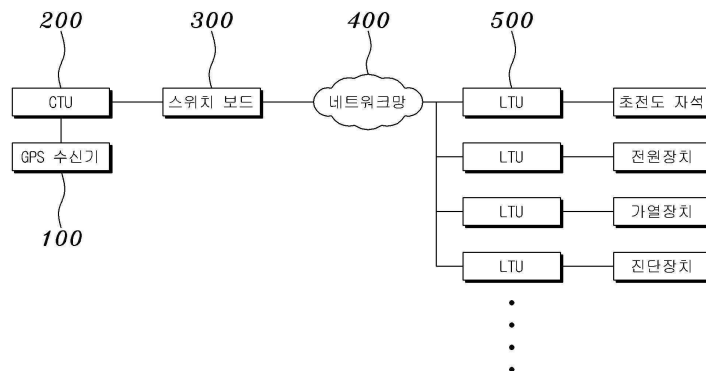 200
300
400
500
CTU
스위치 보드
네트워크망
LTU
초전도 자석
GPS 수신기
LTU
전원장치
100
LTU
가열장치
LTU
진단장치